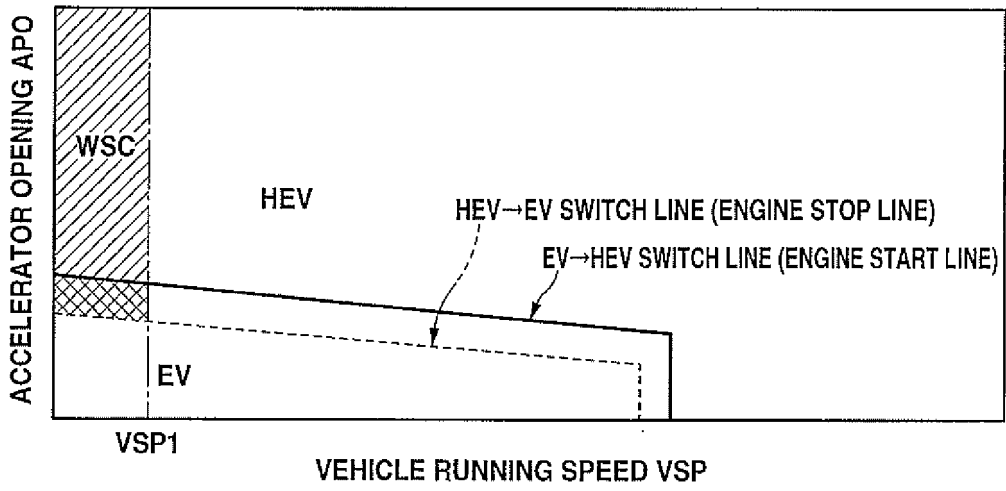 ACCELERATOR OPENING APO
WSC
HEV
HEV→EV SWITCH LINE (ENGINE STOP LINE)
EV→HEV SWITCH LINE (ENGINE START LINE)
EV
VSP1
VEHICLE RUNNING SPEED VSP